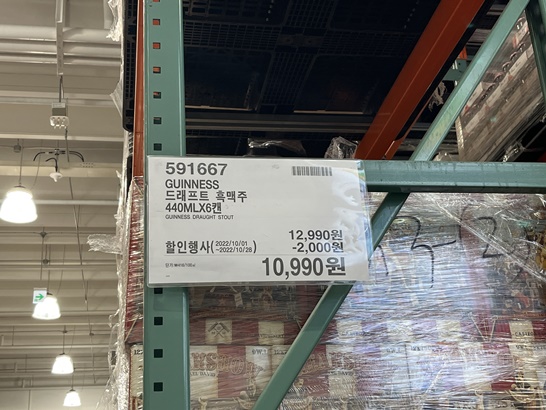 591667
GUINNESS
드래프트 흑맥주
440MLX6캔
GUINNESS DRAUGHT STOUT
12,990원
할인행사(2022/10/01 ~2022/10/28) -2,000원
10,990원